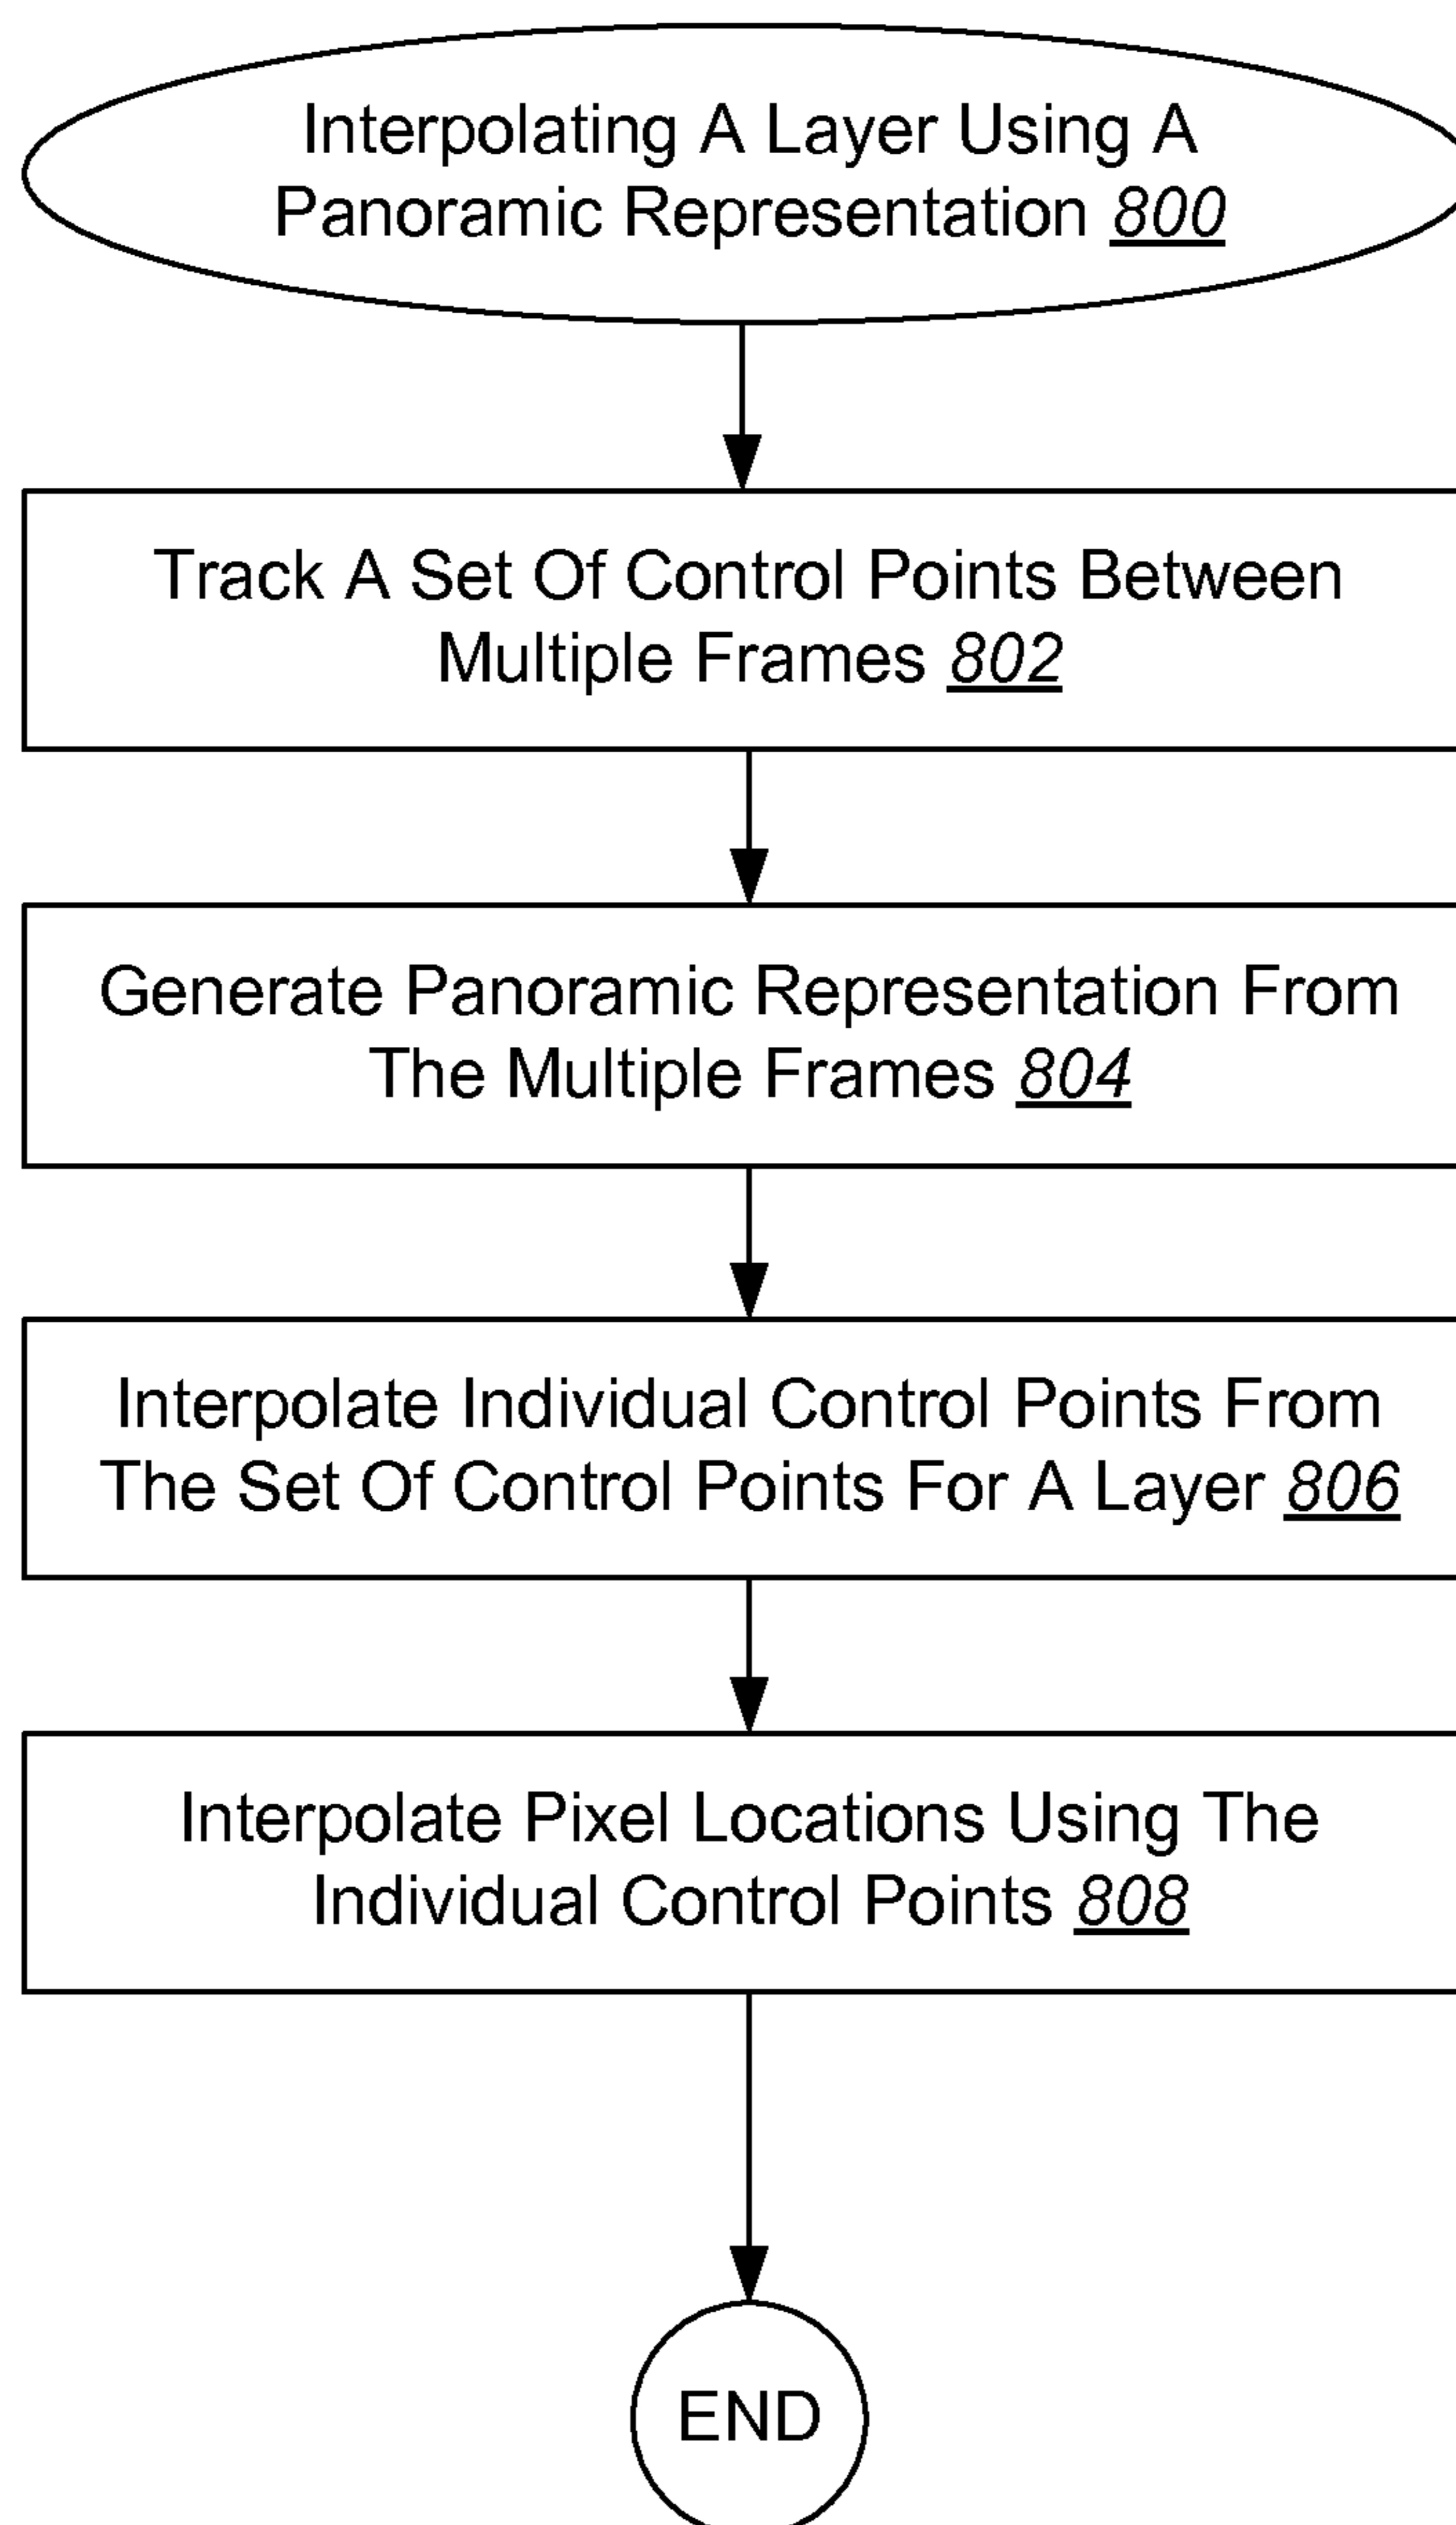 Interpolating A Layer Using A
Panoramic Representation 800
Track A Set Of Control Points Between
Multiple Frames 802
Generate Panoramic Representation From
The Multiple Frames 804
Interpolate Individual Control Points From
The Set Of Control Points For A Layer 806
Interpolate Pixel Locations Using The
Individual Control Points 808
END